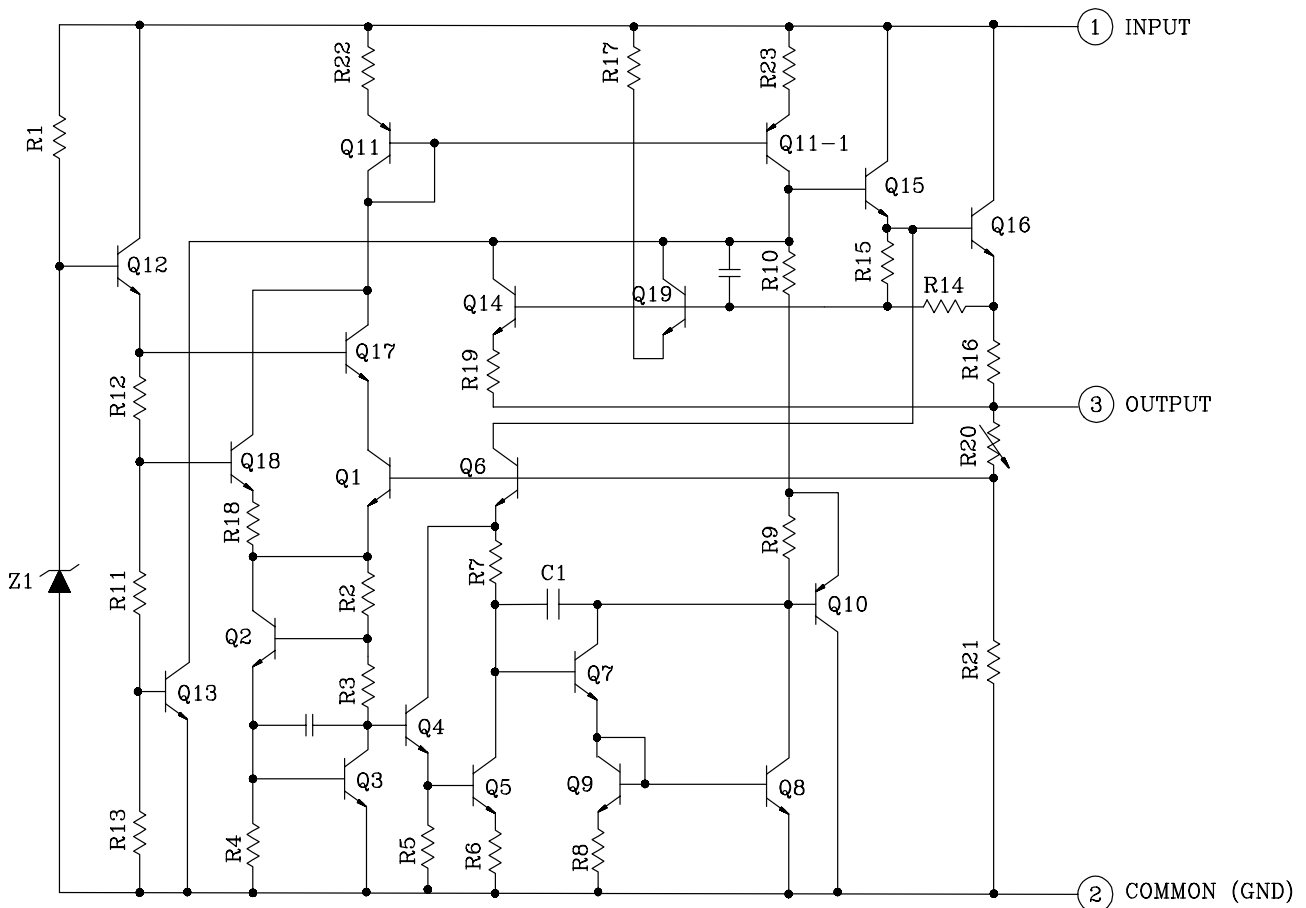 1 INPUT
R22
R17
R23
R1
Q11
Q11-1
Q15
Q16
Q12
R15
R10
R14
Q14
Q19
Q17
R19
R16
R12
3 OUTPUT
R20
Q18
Q1
Q6
R18
R9
R7
C1
Z1
R11
R2
Q10
Q2
R21
Q7
R3
Q13
Q4
Q3
Q9
Q5
Q8
R13
R4
R5
R6
R8
2 COMMON (GND)